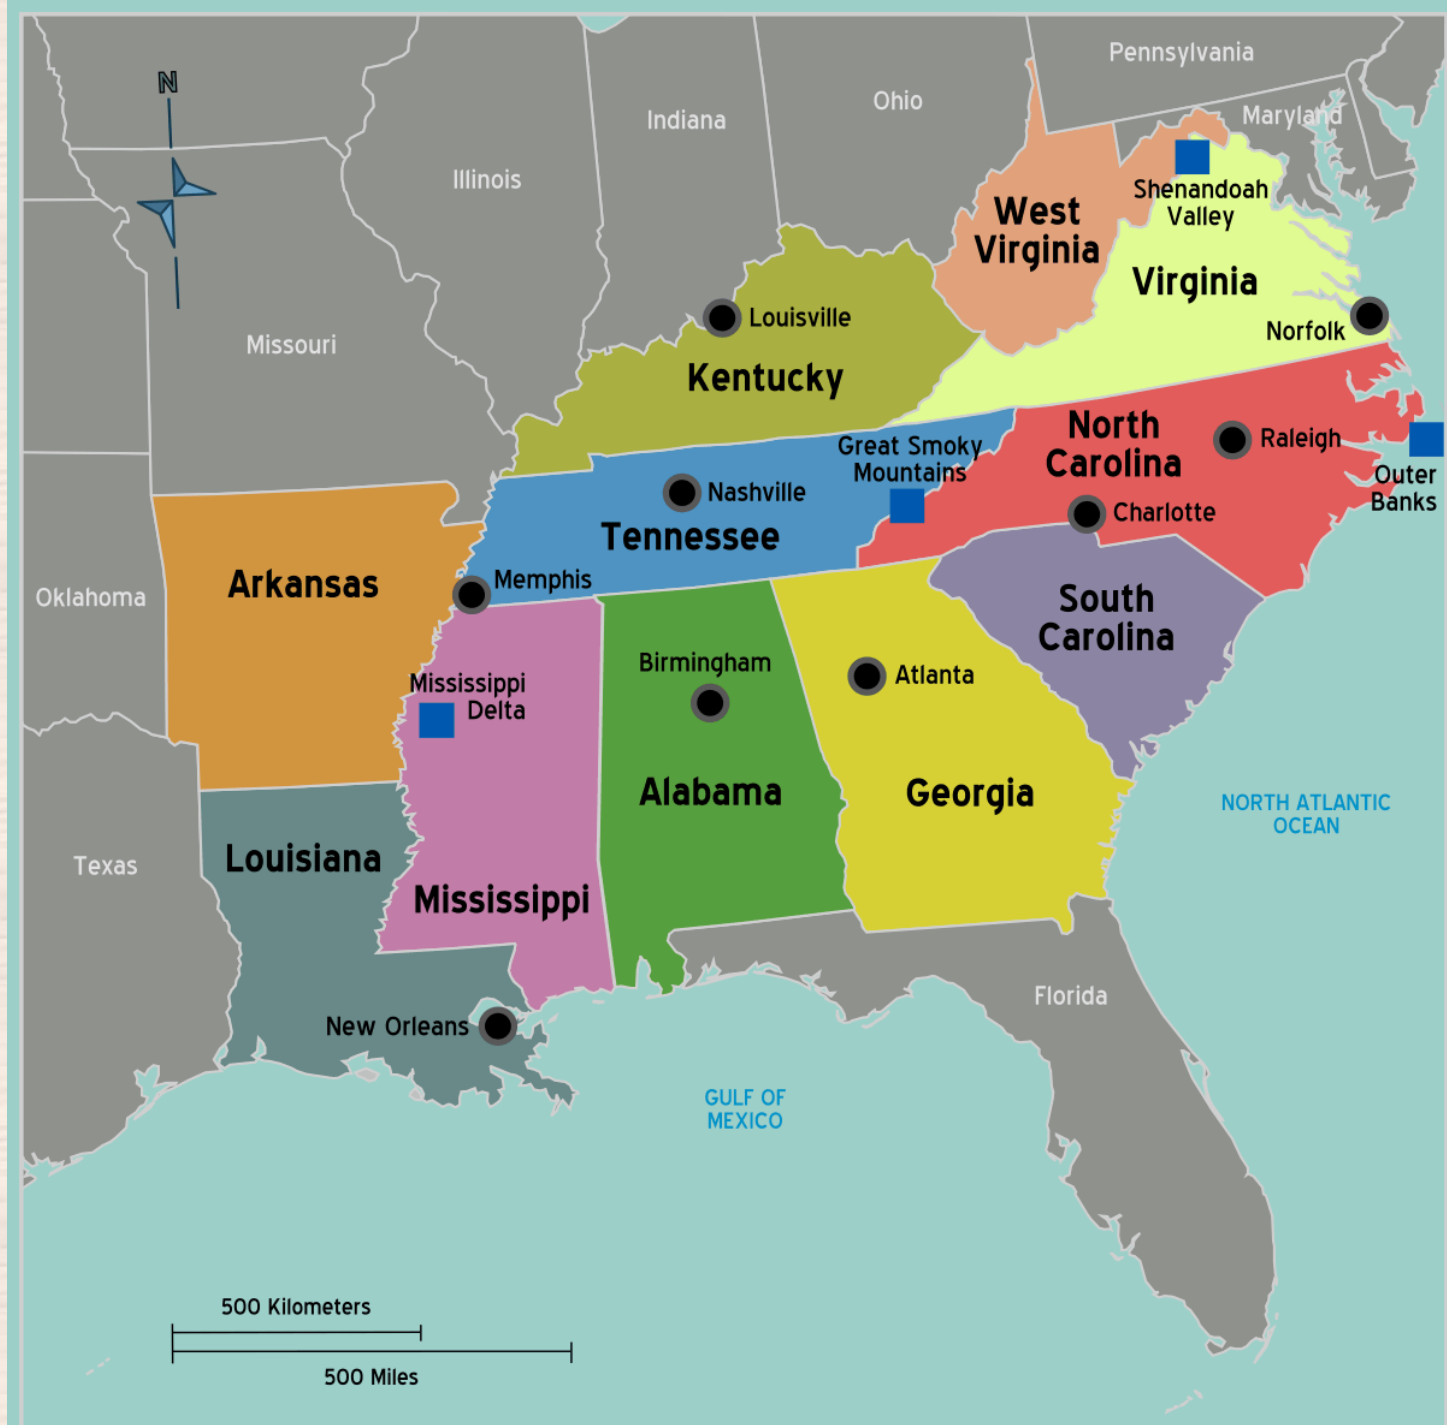 N
Pennsylvania
Ohio
Indiana
Maryland
Illinois
Shenandoah
Valley
West
Virginia
Virginia
Louisville
Norfolk
Missouri
Kentucky
North
Carolina
Raleigh
Great Smoky
Mountains
Outer
Banks
Nashville
Charlotte
Tennessee
Memphis
Arkansas
Oklahoma
South
Carolina
Birmingham
Atlanta
Mississippi
Delta
Alabama
Georgia
NORTH ATLANTIC
OCEAN
Texas
Louisiana
Mississippi
Florida
New Orleans
GULF OF
MEXICO
500 Kilometers
500 Miles